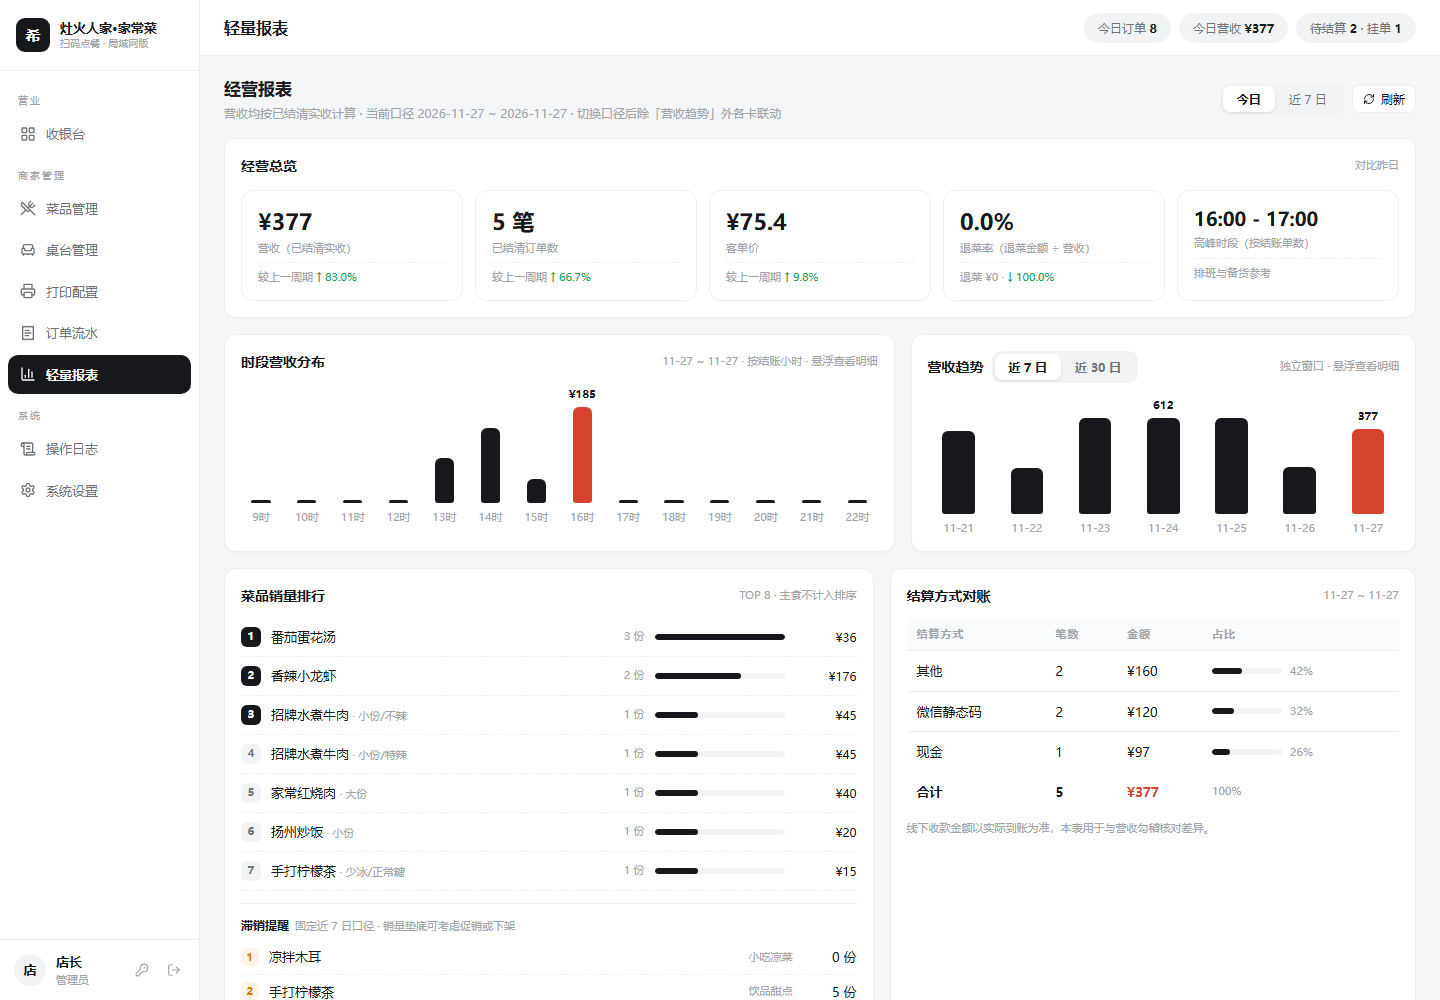 希
灶火人家•家常菜
扫码点餐 · 局域网版
营业
收银台
商家管理
菜品管理
桌台管理
打印配置
订单流水
轻量报表
系统
操作日志
系统设置
店
店长
管理员
轻量报表
今日订单 8
今日营收 ¥377
待结算 2 · 挂单 1
经营报表
营收均按已结清实收计算 · 当前口径 2026-11-27 ~ 2026-11-27 · 切换口径后除「营收趋势」外各卡联动
今日
近 7 日
刷新
经营总览
对比昨日
¥377
营收（已结清实收）
较上一周期 ↑ 83.0%
5 笔
已结清订单数
较上一周期 ↑ 66.7%
¥75.4
客单价
较上一周期 ↑ 9.8%
0.0%
退菜率（退菜金额 ÷ 营收）
退菜 ¥0 · ↓ 100.0%
16:00 - 17:00
高峰时段（按结账单数）
排班与备货参考
时段营收分布
11-27 ~ 11-27 · 按结账小时 · 悬浮查看明细
¥185
9时 10时 11时 12时 13时 14时 15时 16时 17时 18时 19时 20时 21时 22时
营收趋势
近 7 日
近 30 日
独立窗口 · 悬浮查看明细
612
377
11-21 11-22 11-23 11-24 11-25 11-26 11-27
菜品销量排行
TOP 8 · 主食不计入排序
1 番茄蛋花汤 3 份 ¥36
2 香辣小龙虾 2 份 ¥176
3 招牌水煮牛肉 · 小份/不辣 1 份 ¥45
4 招牌水煮牛肉 · 小份/特辣 1 份 ¥45
5 家常红烧肉 · 大份 1 份 ¥40
6 扬州炒饭 · 小份 1 份 ¥20
7 手打柠檬茶 · 少冰/正常糖 1 份 ¥15
滞销提醒 固定近 7 日口径 · 销量垫底可考虑促销或下架
1 凉拌木耳 小吃凉菜 0 份
2 手打柠檬茶 饮品甜点 5 份
结算方式对账
11-27 ~ 11-27
结算方式 笔数 金额 占比
其他 2 ¥160 42%
微信静态码 2 ¥120 32%
现金 1 ¥97 26%
合计 5 ¥377 100%
线下收款金额以实际到账为准，本表用于与营收勾稽核对差异。